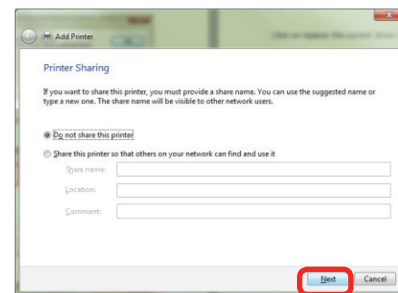 Add Printer
Printer Sharing
If you want to share this printer, you must provide a share name. You can use the suggested name or
type a new one. The share name will be visible to other network users.
Do not share this printer
Share this printer so that others on your network can find and use it
Share name:
Location:
Comment:
Next
Cancel